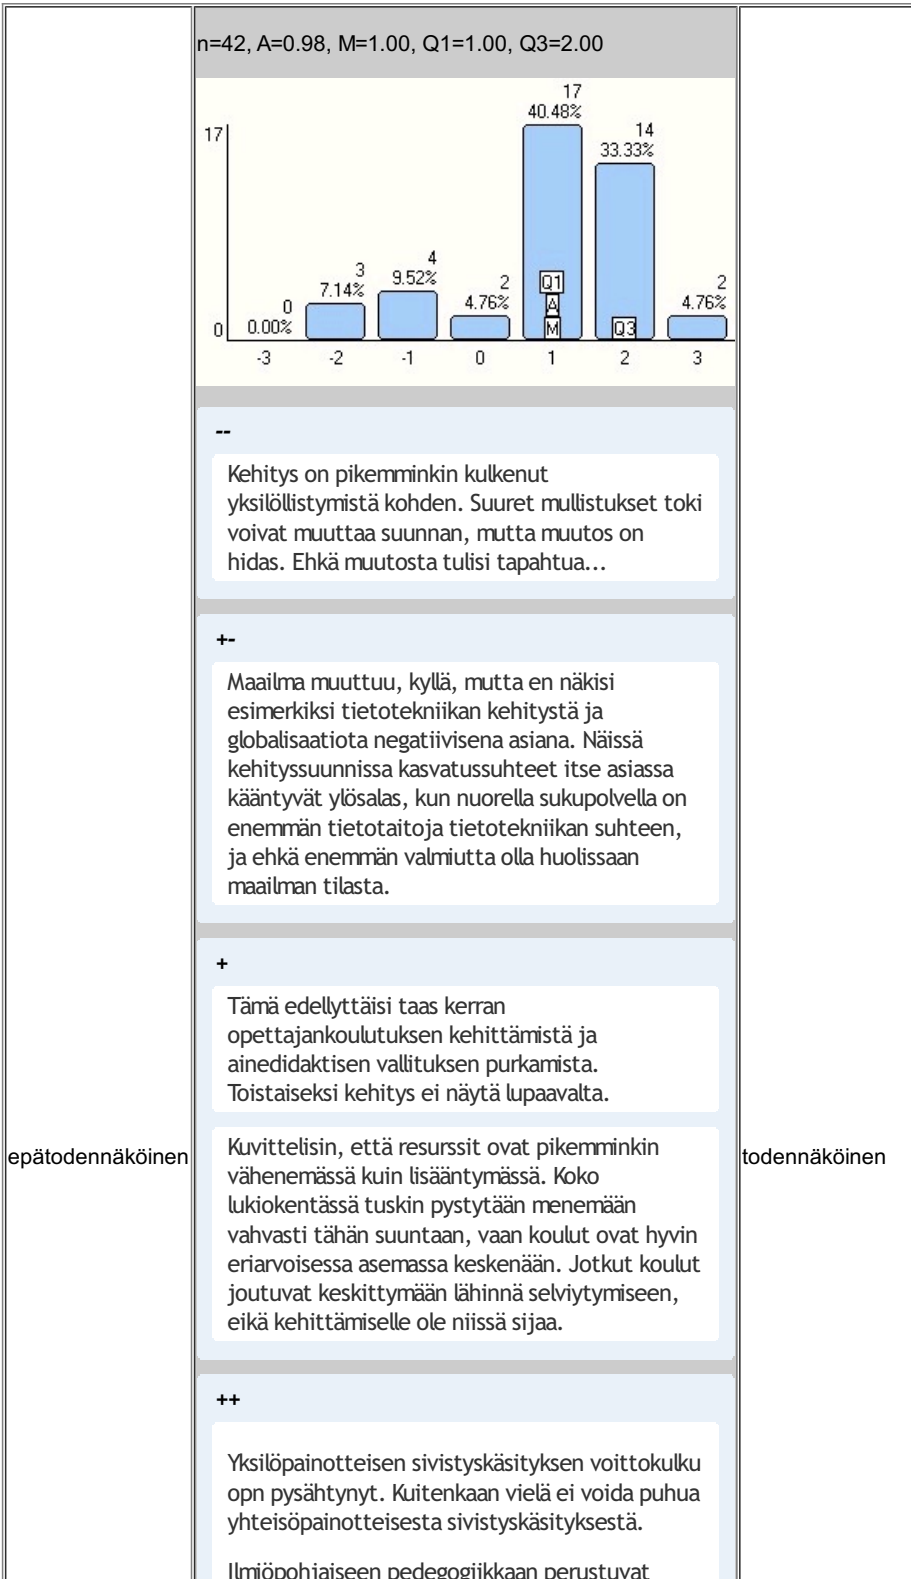 n=42, A=0.98, M=1.00, Q1=1.00, Q3=2.00
17
40.48%
17
14
33.33%
4
9.52%
3
7.14%
2
4.76%
2
4.76%
0
0.00%
0
Q1
A
M
Q3
-3 -2 -1 0 1 2 3
--
Kehitys on pikemminkin kulkenut
yksilöllistymistä kohden. Suuret mullistukset toki
voivat muuttaa suunnan, mutta muutos on
hidas. Ehkä muutosta tulisi tapahtua...
+-
Maailma muuttuu, kyllä, mutta en näkisi
esimerkiksi tietotekniikan kehitystä ja
globalisaatiota negatiivisena asiana. Näissä
kehityssuunnissa kasvatussuhteet itse asiassa
kääntyvät ylösalas, kun nuorella sukupolvella on
enemmän tietotaitoja tietotekniikan suhteen,
ja ehkä enemmän valmiutta olla huolissaan
maailman tilasta.
+
Tämä edellyttäisi taas kerran
opettajankoulutuksen kehittämistä ja
ainedidaktisen vallituksen purkamista.
Toistaiseksi kehitys ei näytä lupaavalta.
epätodennäköinen
Kuvittelisin, että resurssit ovat pikemminkin
vähenemässä kuin lisääntymässä. Koko
lukiokentässä tuskin pystytään menemään
vahvasti tähän suuntaan, vaan koulut ovat hyvin
eriarvoisessa asemassa keskenään. Jotkut koulut
joutuvat keskittymään lähinnä selviytymiseen,
eikä kehittämiselle ole niissä sijaa.
todennäköinen
++
Yksilöpainotteisen sivistyskäsityksen voittokulku
opn pysähtynyt. Kuitenkaan vielä ei voida puhua
yhteisöpainotteisesta sivistyskäsityksestä.
Ilmiöpohjaiseen pedegogiikkaan perustuvat